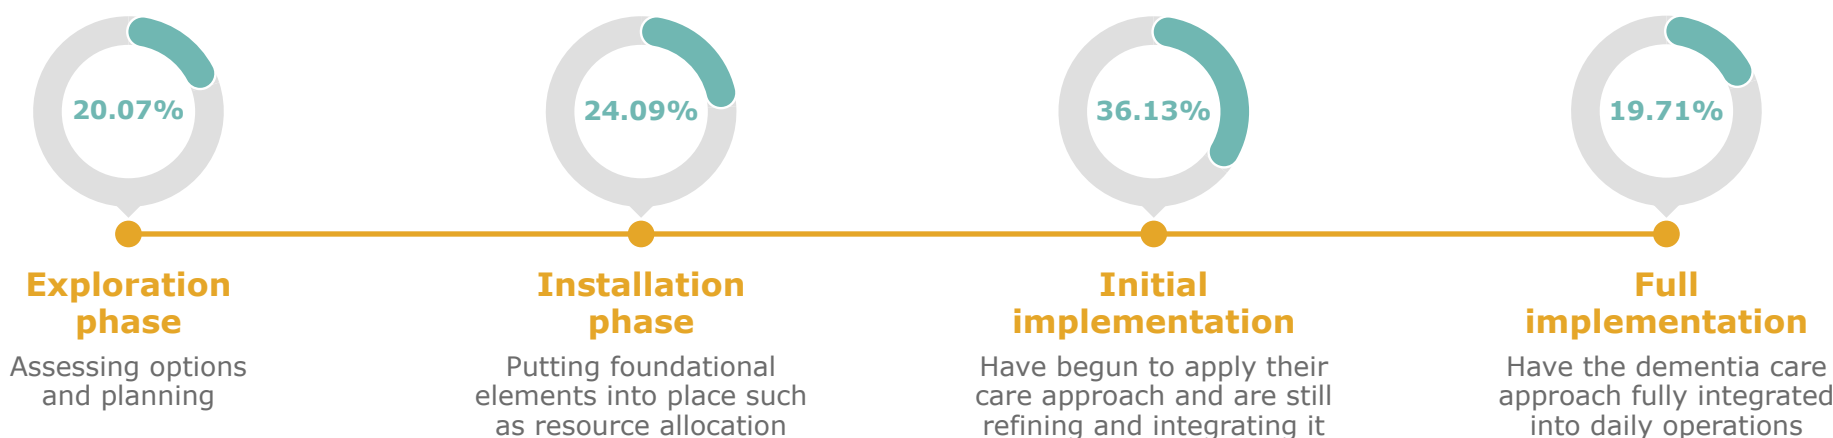 20.07%
24.09%
36.13%
19.71%
Exploration
phase
Assessing options
and planning
Installation
phase
Putting foundational
elements into place such
as resource allocation
Initial
implementation
Have begun to apply their
care approach and are still
refining and integrating it
Full
implementation
Have the dementia care
approach fully integrated
into daily operations